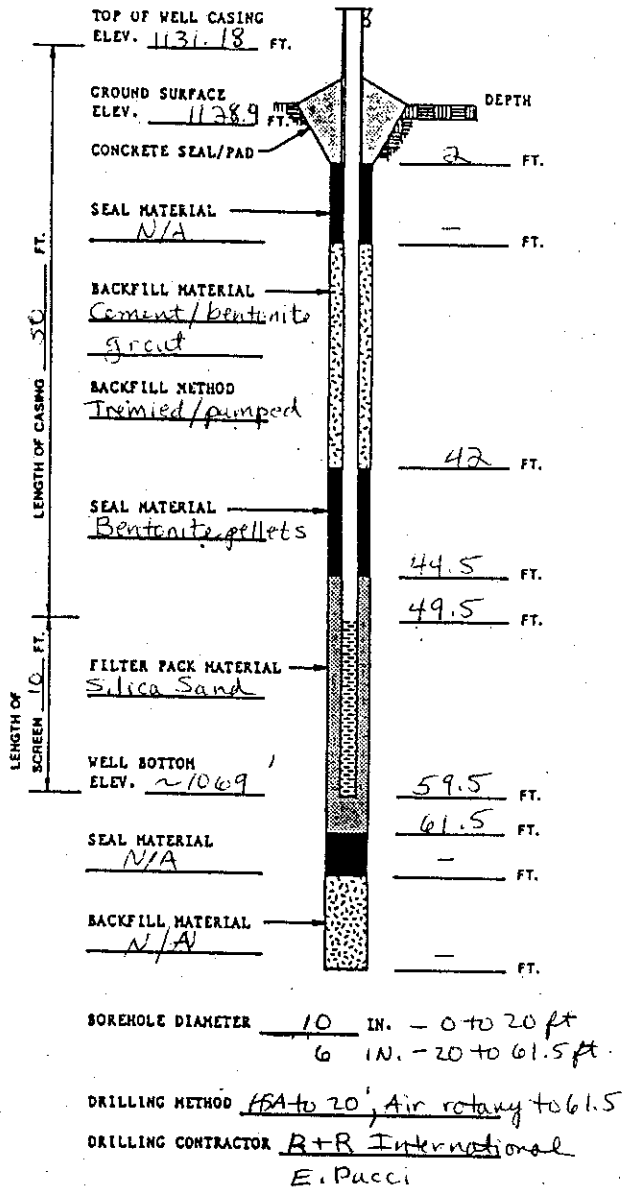 TOP OF WELL CASING
ELEV. 1131.18 FT.
GROUND SURFACE
ELEV. 1128.9 FT.
DEPTH
CONCRETE SEAL/PAD
2 FT.
SEAL MATERIAL
N/A
- FT.
BACKFILL MATERIAL
Cement/bentonite
grout
BACKFILL METHOD
Tremied/pumped
LENGTH OF CASING 50 FT.
42 FT.
SEAL MATERIAL
Bentonite pellets
44.5 FT.
49.5 FT.
FILTER PACK MATERIAL
Silica Sand
LENGTH OF
SCREEN 10 FT.
WELL BOTTOM
ELEV. ~1069'
59.5 FT.
61.5 FT.
SEAL MATERIAL
N/A
- FT.
BACKFILL MATERIAL
N/A
- FT.
BOREHOLE DIAMETER 10 IN. - 0 to 20 ft
6 IN. - 20 to 61.5 ft.
DRILLING METHOD HSA to 20', Air rotary to 61.5
DRILLING CONTRACTOR R+R International
E. Pucci